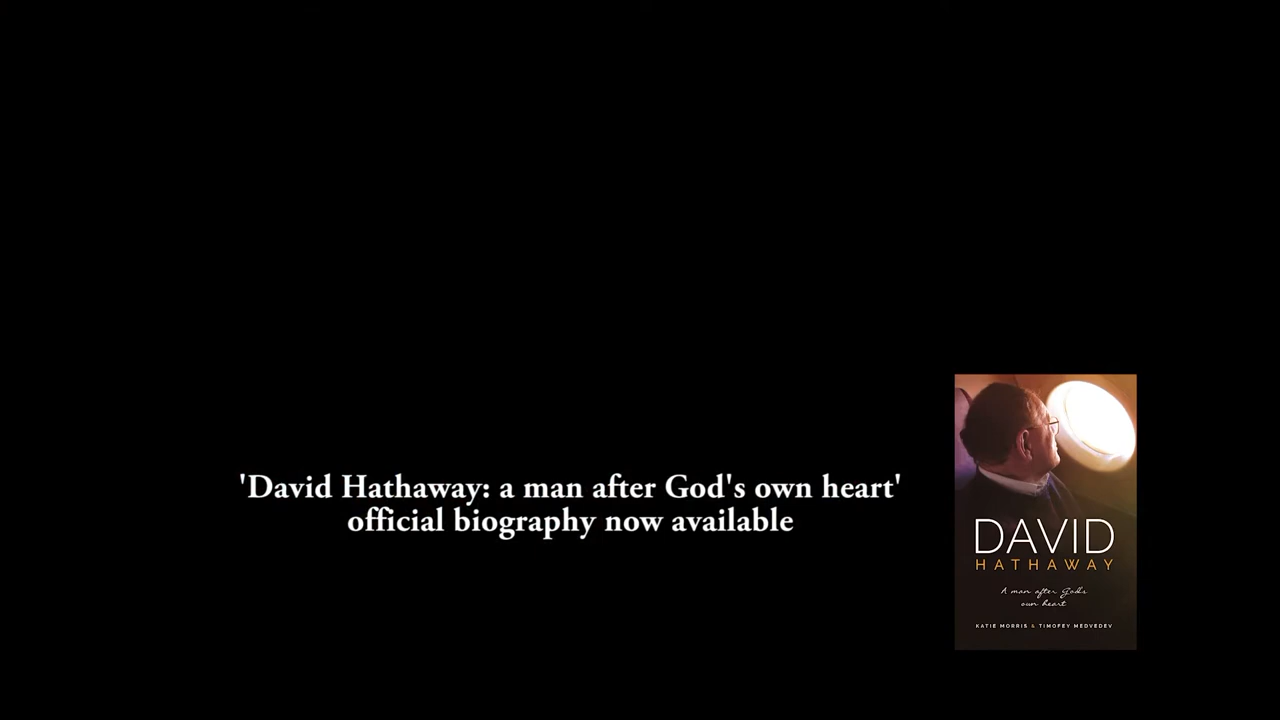 'David Hathaway: a man after God's own heart'
official biography now available
DAVID
HATHAWAY
A man after God's
own heart
KATIE MORRIS & TIMOFEY MEDVEDEV